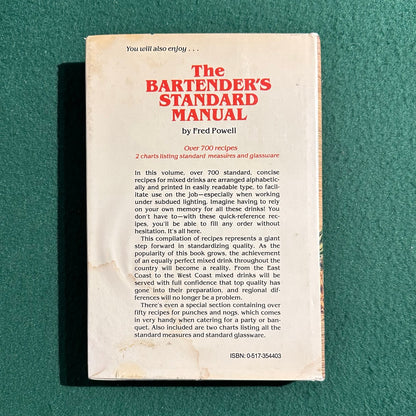 You will also enjoy . . .
The
BARTENDER'S
STANDARD
MANUAL
by Fred Powell
Over 700 recipes
2 charts listing standard measures and glassware
In this volume, over 700 standard, concise
recipes for mixed drinks are arranged alphabetic-
ally and printed in easily readable type, to facil-
itate use on the job—especially when working
under subdued lighting. Imagine having to rely
on your own memory for all these drinks! You
don't have to—with these quick-reference rec-
ipes, you'll be able to fill any order without
hesitation. It's all here.
This compilation of recipes represents a giant
step forward in standardizing quality. As the
popularity of this book grows, the achievement
of an equally perfect mixed drink throughout the
country will become a reality. From the East
Coast to the West Coast mixed drinks will be
served with full confidence that top quality has
gone into their preparation, and regional differ-
ences will no longer be a problem.
There's even a special section containing over
fifty recipes for punches and nogs, which comes
in very handy when catering for a party or ban-
quet. Also included are two charts listing all the
standard measures and standard glassware.
ISBN: 0-517-354403